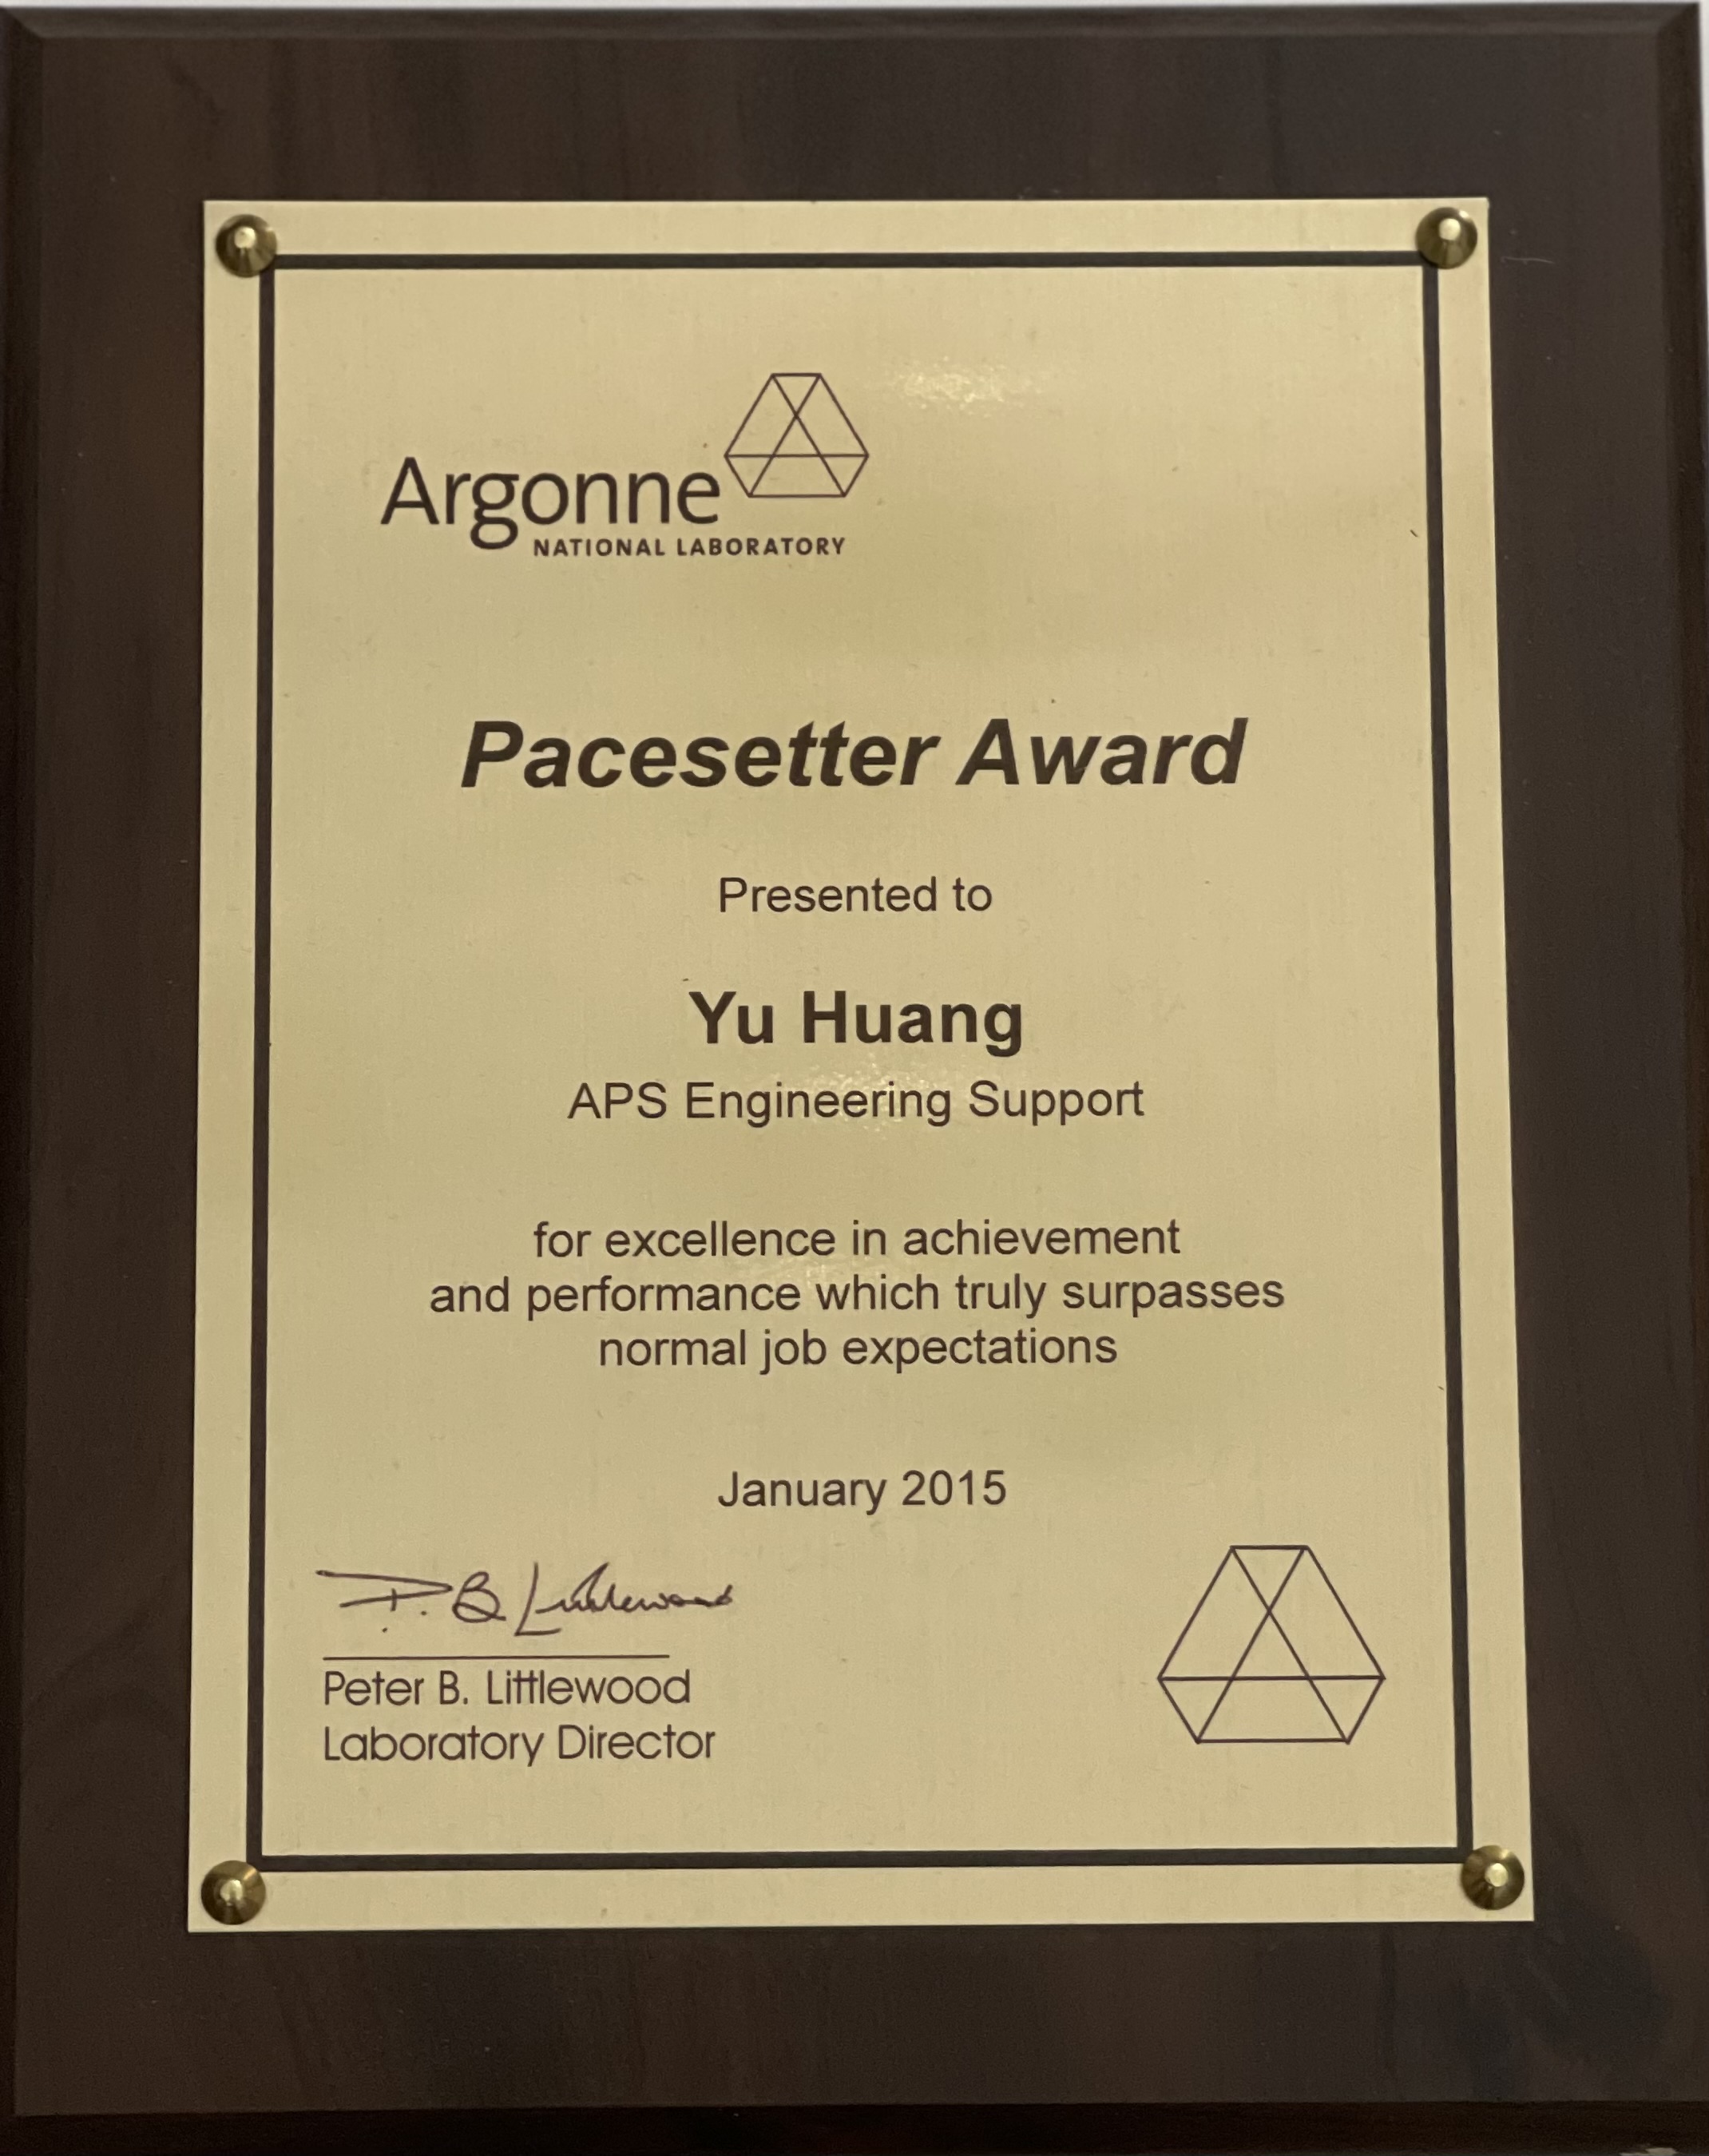 Argonne
NATIONAL LABORATORY
Pacesetter Award
Presented to
Yu Huang
APS Engineering Support
for excellence in achievement
and performance which truly surpasses
normal job expectations
January 2015
P. B. Littlewood
Peter B. Littlewood
Laboratory Director